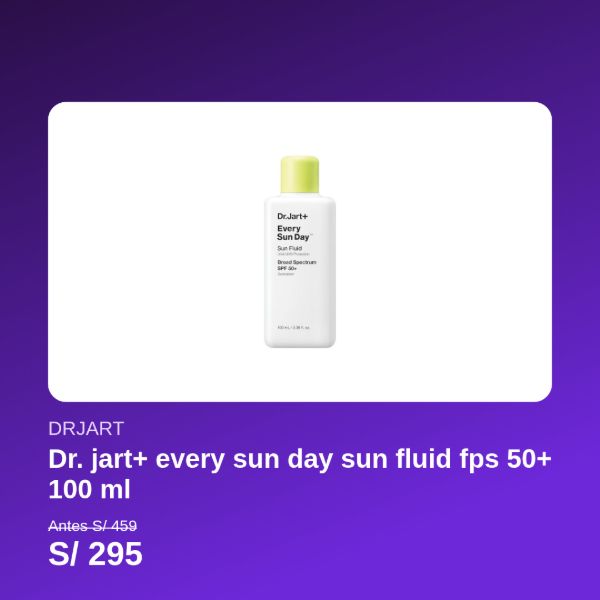 Dr.Jart+
Every
Sun Day
Sun Fluid
Broad Spectrum
SPF 50+
DRJART
Dr. jart+ every sun day sun fluid fps 50+
100 ml
Antes S/ 459
S/ 295